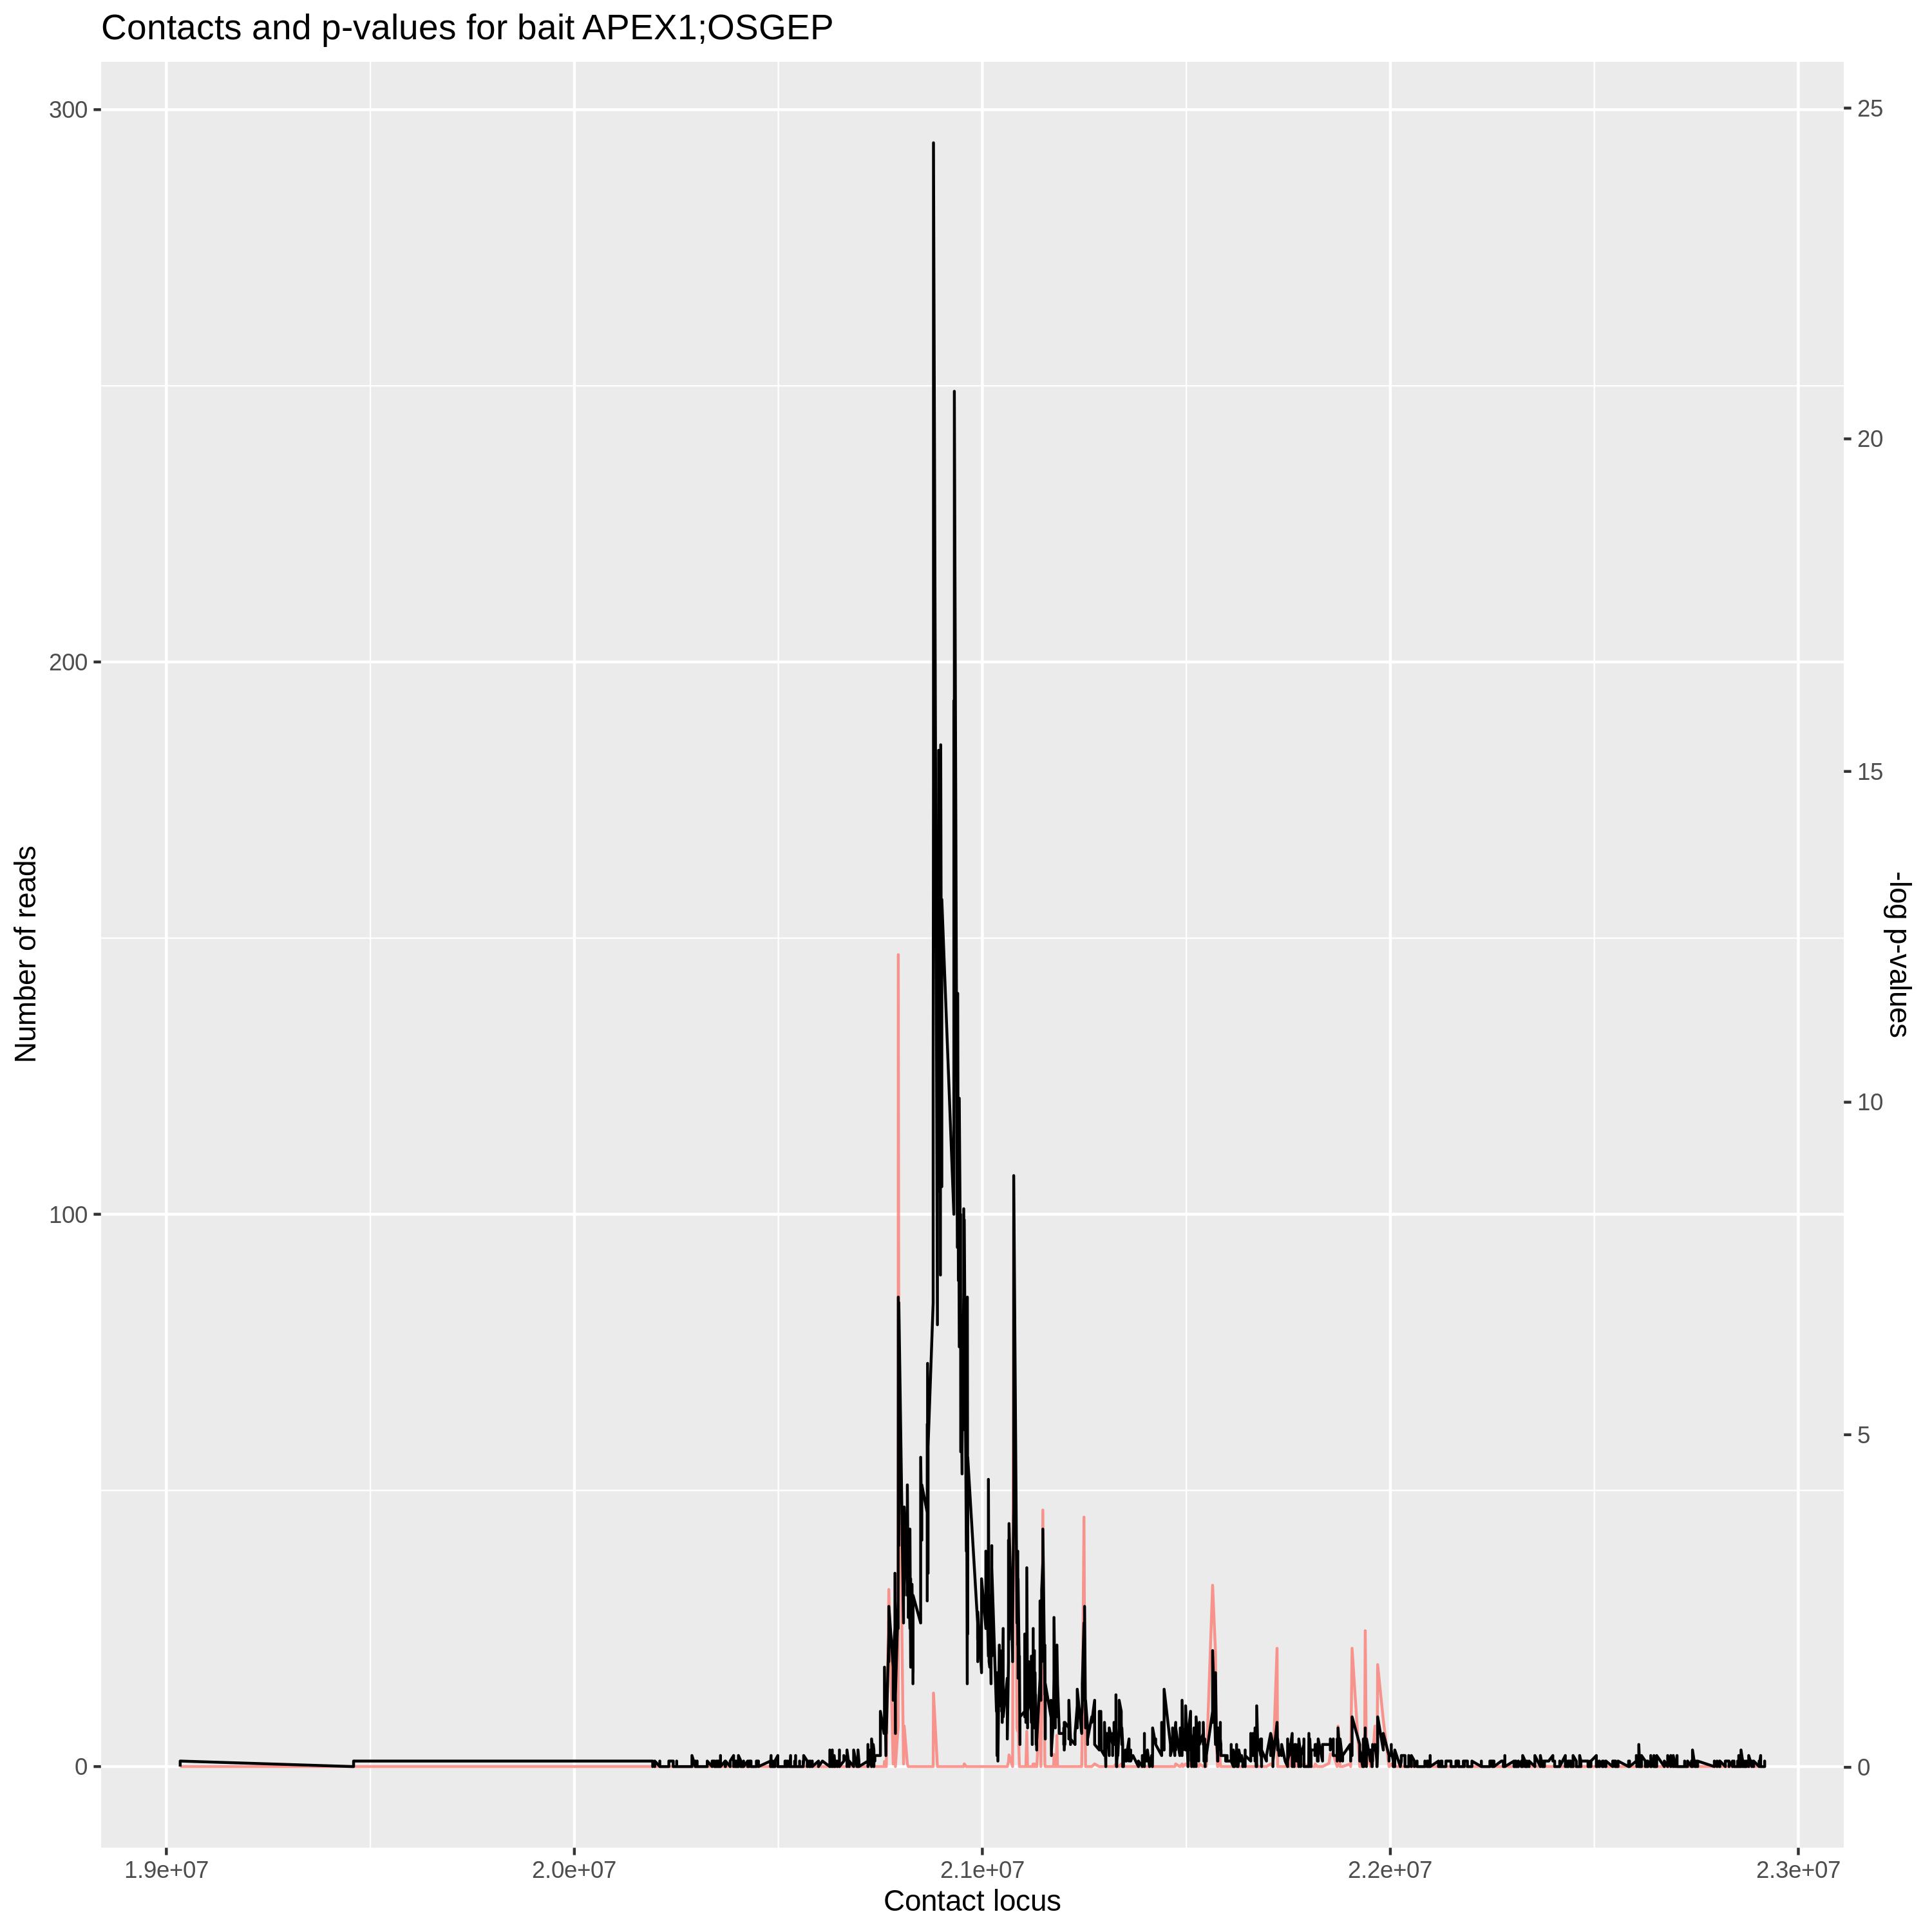 Contacts and p-values for bait APEX1;OSGEP
300
200
100
0
Number of reads
25
20
15
10
5
0
-log p-values
1.9e+07
2.0e+07
2.1e+07
2.2e+07
2.3e+07
Contact locus